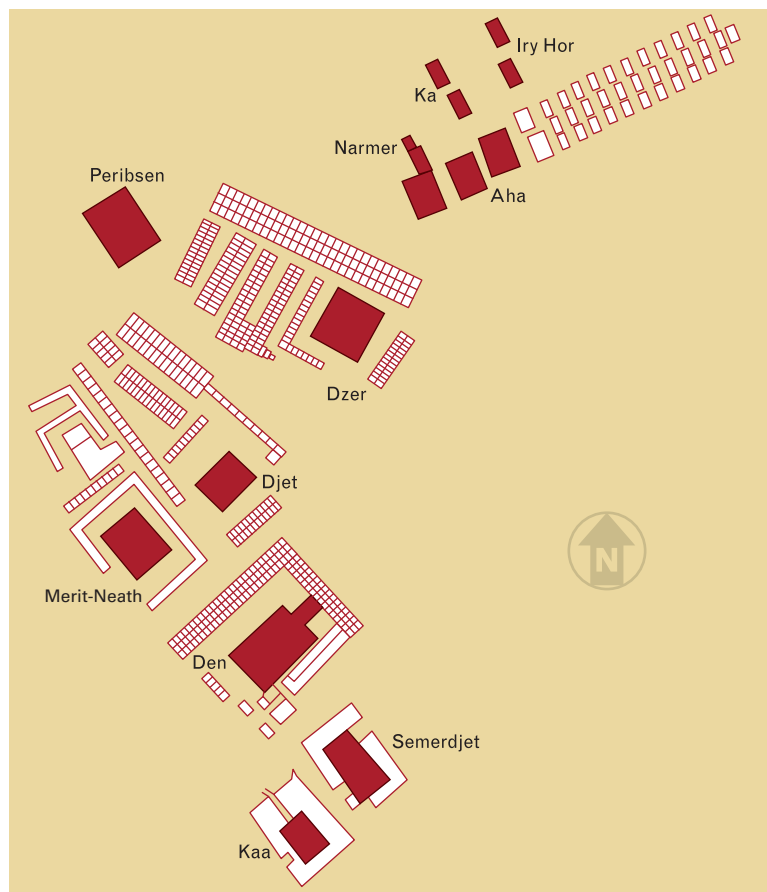 Iry Hor
Ka
Narmer
Peribsen
Aha
Dzer
Djet
N
Merit-Neath
Den
Semerdjet
Kaa